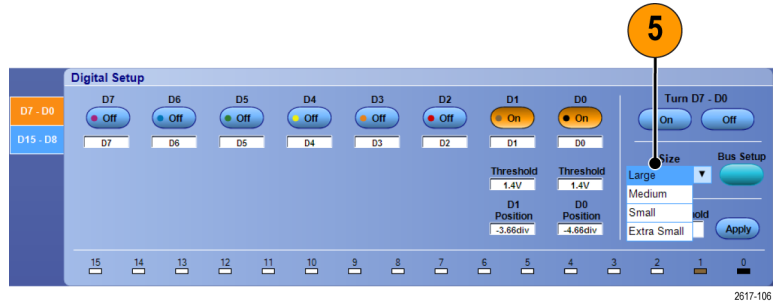 5
Digital Setup
D7 - D0
D15 - D8
D7 D6 D5 D4 D3 D2 D1 D0
Off Off Off Off Off Off On On
D7 D6 D5 D4 D3 D2 D1 D0
Threshold Threshold
1.4V 1.4V
D1 D0
Position Position
-3.66div -4.66div
Turn D7 - D0
On Off
Size Bus Setup
Large
Medium
Small
Extra Small
Apply
15 14 13 12 11 10 9 8 7 6 5 4 3 2 1 0
2617-106